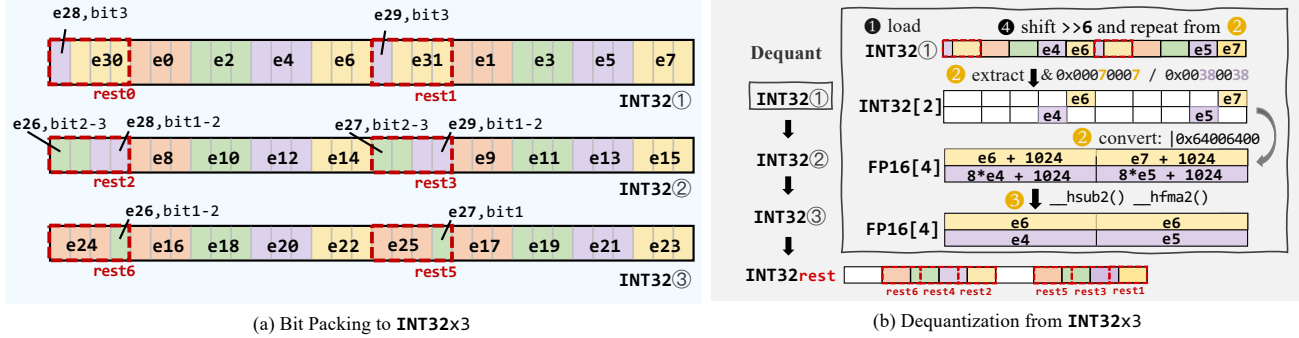 e28,bit3
e29,bit3
e30 e0 e2 e4 e6 e31 e1 e3 e5 e7
rest0 rest1
INT32①
e26,bit2-3
e28,bit1-2
e27,bit2-3
e29,bit1-2
e8 e10 e12 e14 e9 e11 e13 e15
rest2 rest3
INT32②
e26,bit1-2
e27,bit1
e24 e16 e18 e20 e22 e25 e17 e19 e21 e23
rest6 rest5
INT32③
(a) Bit Packing to INT32x3
Dequant
INT32①
INT32②
INT32③
INT32rest
❶ load
❹ shift >>6 and repeat from ❷
INT32① e4 e6 e5 e7
❷ extract & 0x00070007 / 0x00380038
INT32[2] e6 e7
e4 e5
❷ convert: |0x64006400
FP16[4] e6 + 1024 e7 + 1024
8*e4 + 1024 8*e5 + 1024
❸ __hsub2() __hfma2()
FP16[4] e6 e6
e4 e5
rest6 rest4 rest2 rest5 rest3 rest1
(b) Dequantization from INT32x3